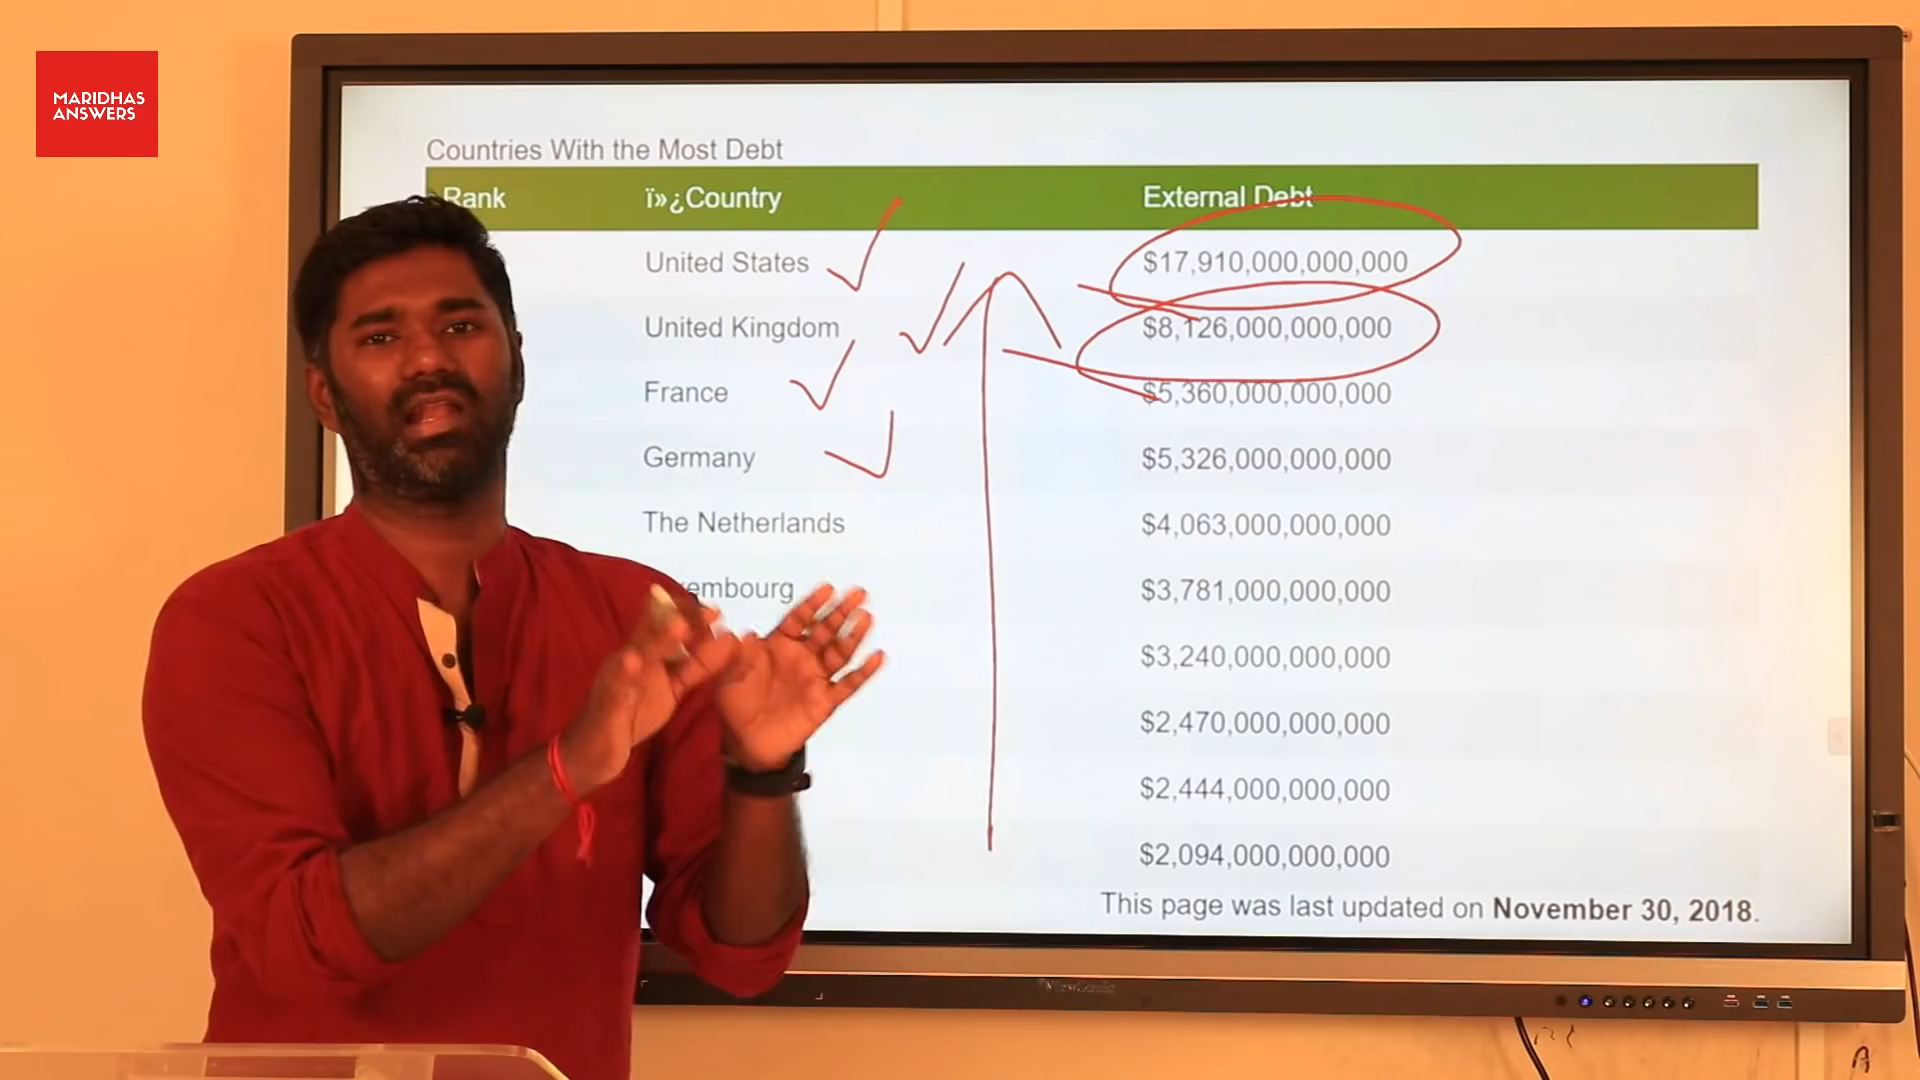 MARIDHAS
ANSWERS
Countries With the Most Debt
Rank ï»¿Country External Debt
United States $17,910,000,000,000
United Kingdom $8,126,000,000,000
France $5,360,000,000,000
Germany $5,326,000,000,000
The Netherlands $4,063,000,000,000
embourg $3,781,000,000,000
$3,240,000,000,000
$2,470,000,000,000
$2,444,000,000,000
$2,094,000,000,000
This page was last updated on November 30, 2018.
ViewSonic